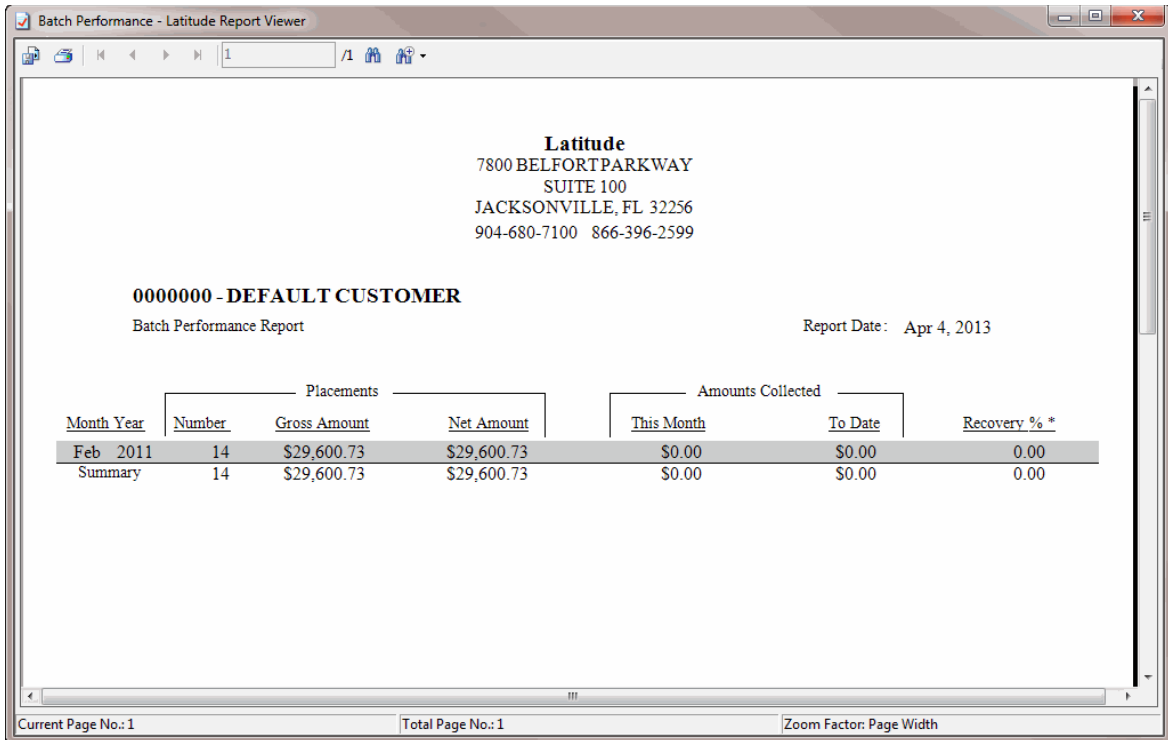 Batch Performance - Latitude Report Viewer
1 /1
Latitude
7800 BELFORT PARKWAY
SUITE 100
JACKSONVILLE, FL 32256
904-680-7100 866-396-2599
0000000 - DEFAULT CUSTOMER
Batch Performance Report Report Date: Apr 4, 2013
Placements Amounts Collected
Month Year Number Gross Amount Net Amount This Month To Date Recovery % *
Feb 2011 14 $29,600.73 $29,600.73 $0.00 $0.00 0.00
Summary 14 $29,600.73 $29,600.73 $0.00 $0.00 0.00
Current Page No.: 1 Total Page No.: 1 Zoom Factor: Page Width